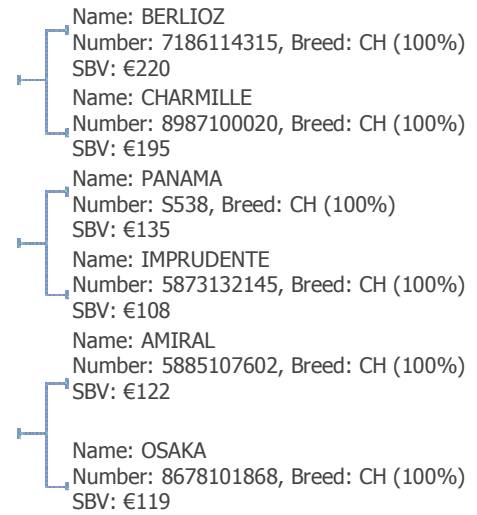 Name: BERLIOZ
Number: 7186114315, Breed: CH (100%)
SBV: €220
Name: CHARMILLE
Number: 8987100020, Breed: CH (100%)
SBV: €195
Name: PANAMA
Number: S538, Breed: CH (100%)
SBV: €135
Name: IMPRUDENTE
Number: 5873132145, Breed: CH (100%)
SBV: €108
Name: AMIRAL
Number: 5885107602, Breed: CH (100%)
SBV: €122
Name: OSAKA
Number: 8678101868, Breed: CH (100%)
SBV: €119